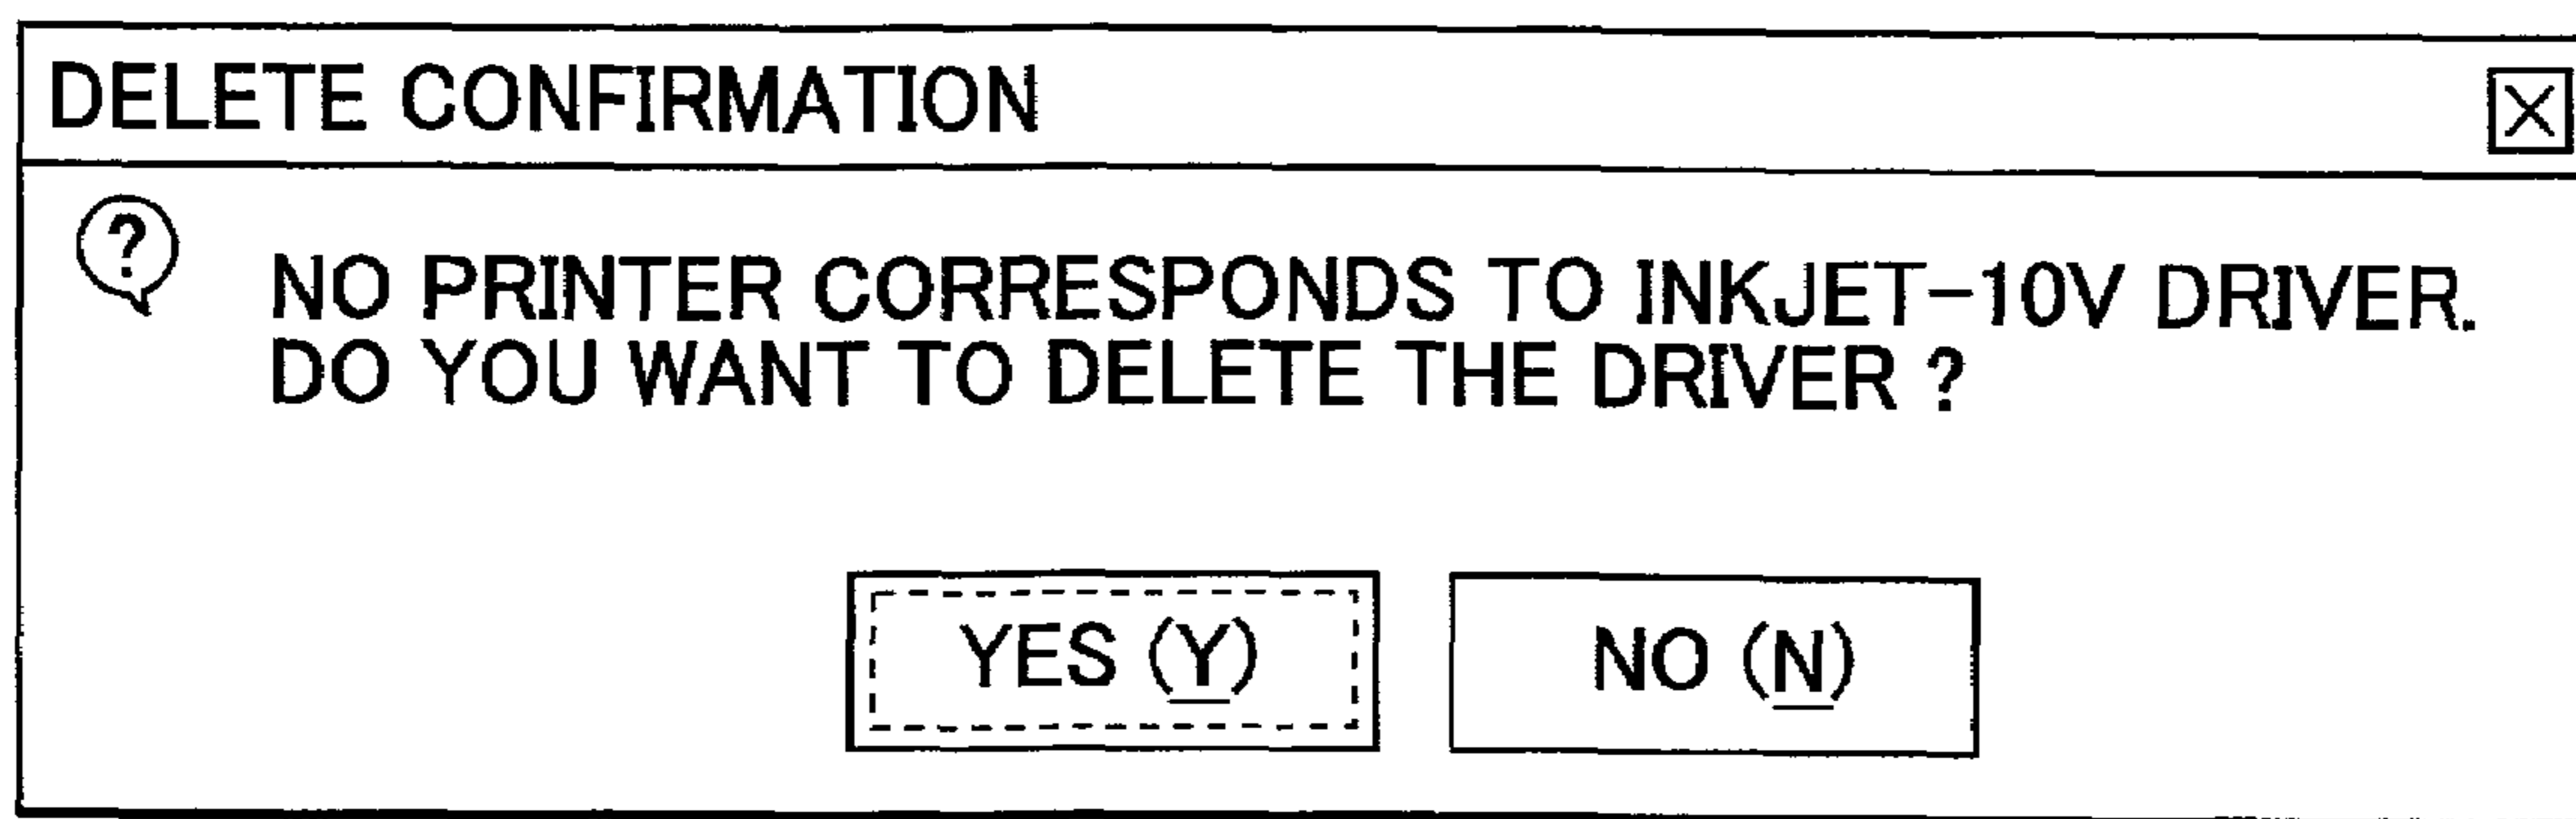 DELETE CONFIRMATION
?
NO PRINTER CORRESPONDS TO INKJET-10V DRIVER.
DO YOU WANT TO DELETE THE DRIVER ?
YES (Y) NO (N)